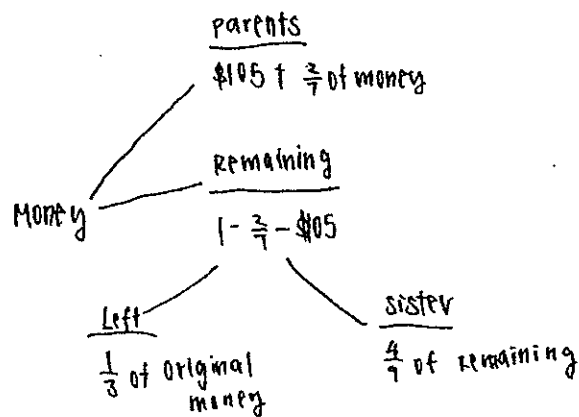 parents
$105 + 2/7 of money
Remaining
Money
1 - 2/7 - $105
Left
1/3 of original
money
sister
4/9 of remaining